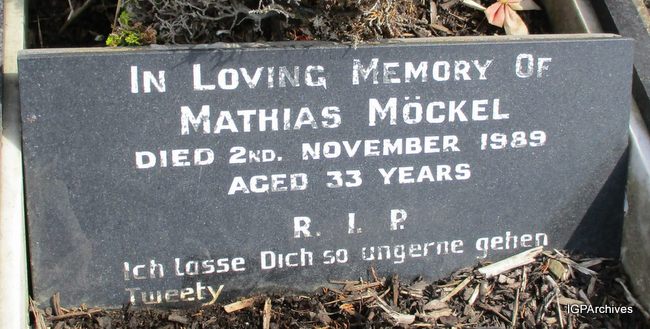 In Loving Memory Of
Mathias Möckel
Died 2nd. November 1989
Aged 33 Years
R. I. P.
Ich lasse Dich so ungerne gehen
Tweety
IGPArchives